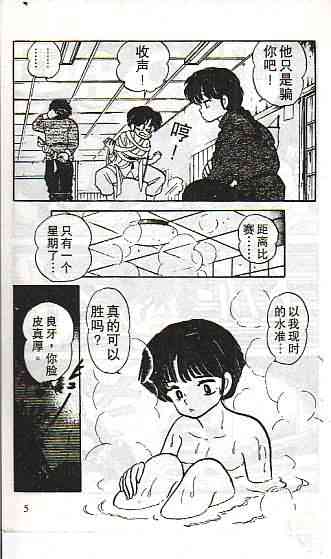 他只是骗
你吧！
收声！
……
……
哼！
距离比
赛…
只有一个
星期了…
以我现时
的水准…
真的可以
胜吗？
良牙，你脸
皮真厚。
5